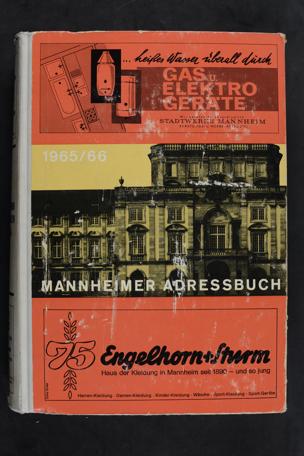 ... heißes Wasser überall durch
GAS U.
ELEKTRO
GERÄTE
STADTWERKE MANNHEIM
1965/66
MANNHEIMER ADRESSBUCH
75 Engelhorn+Sturm
Haus der Kleidung in Mannheim seit 1890 – und so jung
Herren-Kleidung · Damen-Kleidung · Kinder-Kleidung · Wäsche · Sport-Kleidung · Sport-Geräte